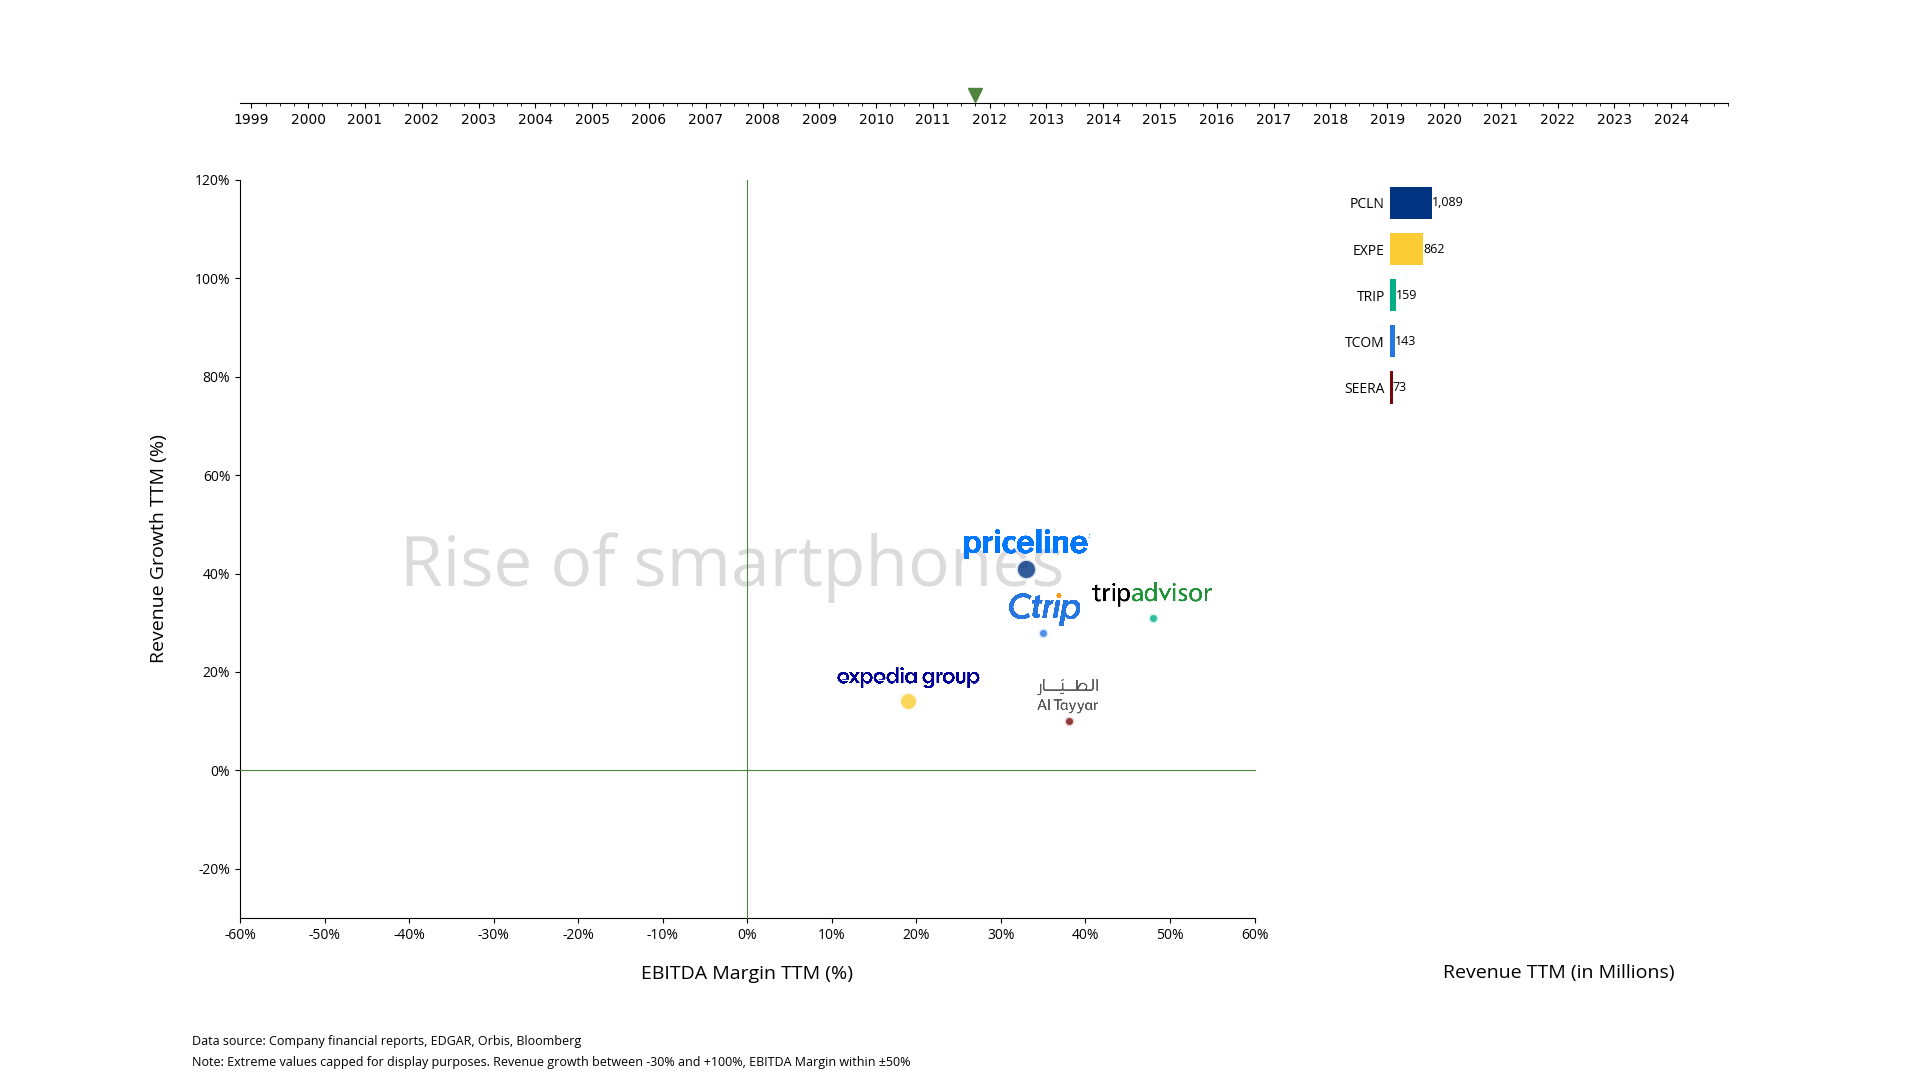 1999 2000 2001 2002 2003 2004 2005 2006 2007 2008 2009 2010 2011 2012 2013 2014 2015 2016 2017 2018 2019 2020 2021 2022 2023 2024
120%
100%
80%
60%
40%
20%
0%
-20%
Revenue Growth TTM (%)
Rise of smartphones
priceline
tripadvisor
Ctrip
expedia group
الطيّار
Al Tayyar
-60% -50% -40% -30% -20% -10% 0% 10% 20% 30% 40% 50% 60%
EBITDA Margin TTM (%)
PCLN 1,089
EXPE 862
TRIP 159
TCOM 143
SEERA 73
Revenue TTM (in Millions)
Data source: Company financial reports, EDGAR, Orbis, Bloomberg
Note: Extreme values capped for display purposes. Revenue growth between -30% and +100%, EBITDA Margin within ±50%